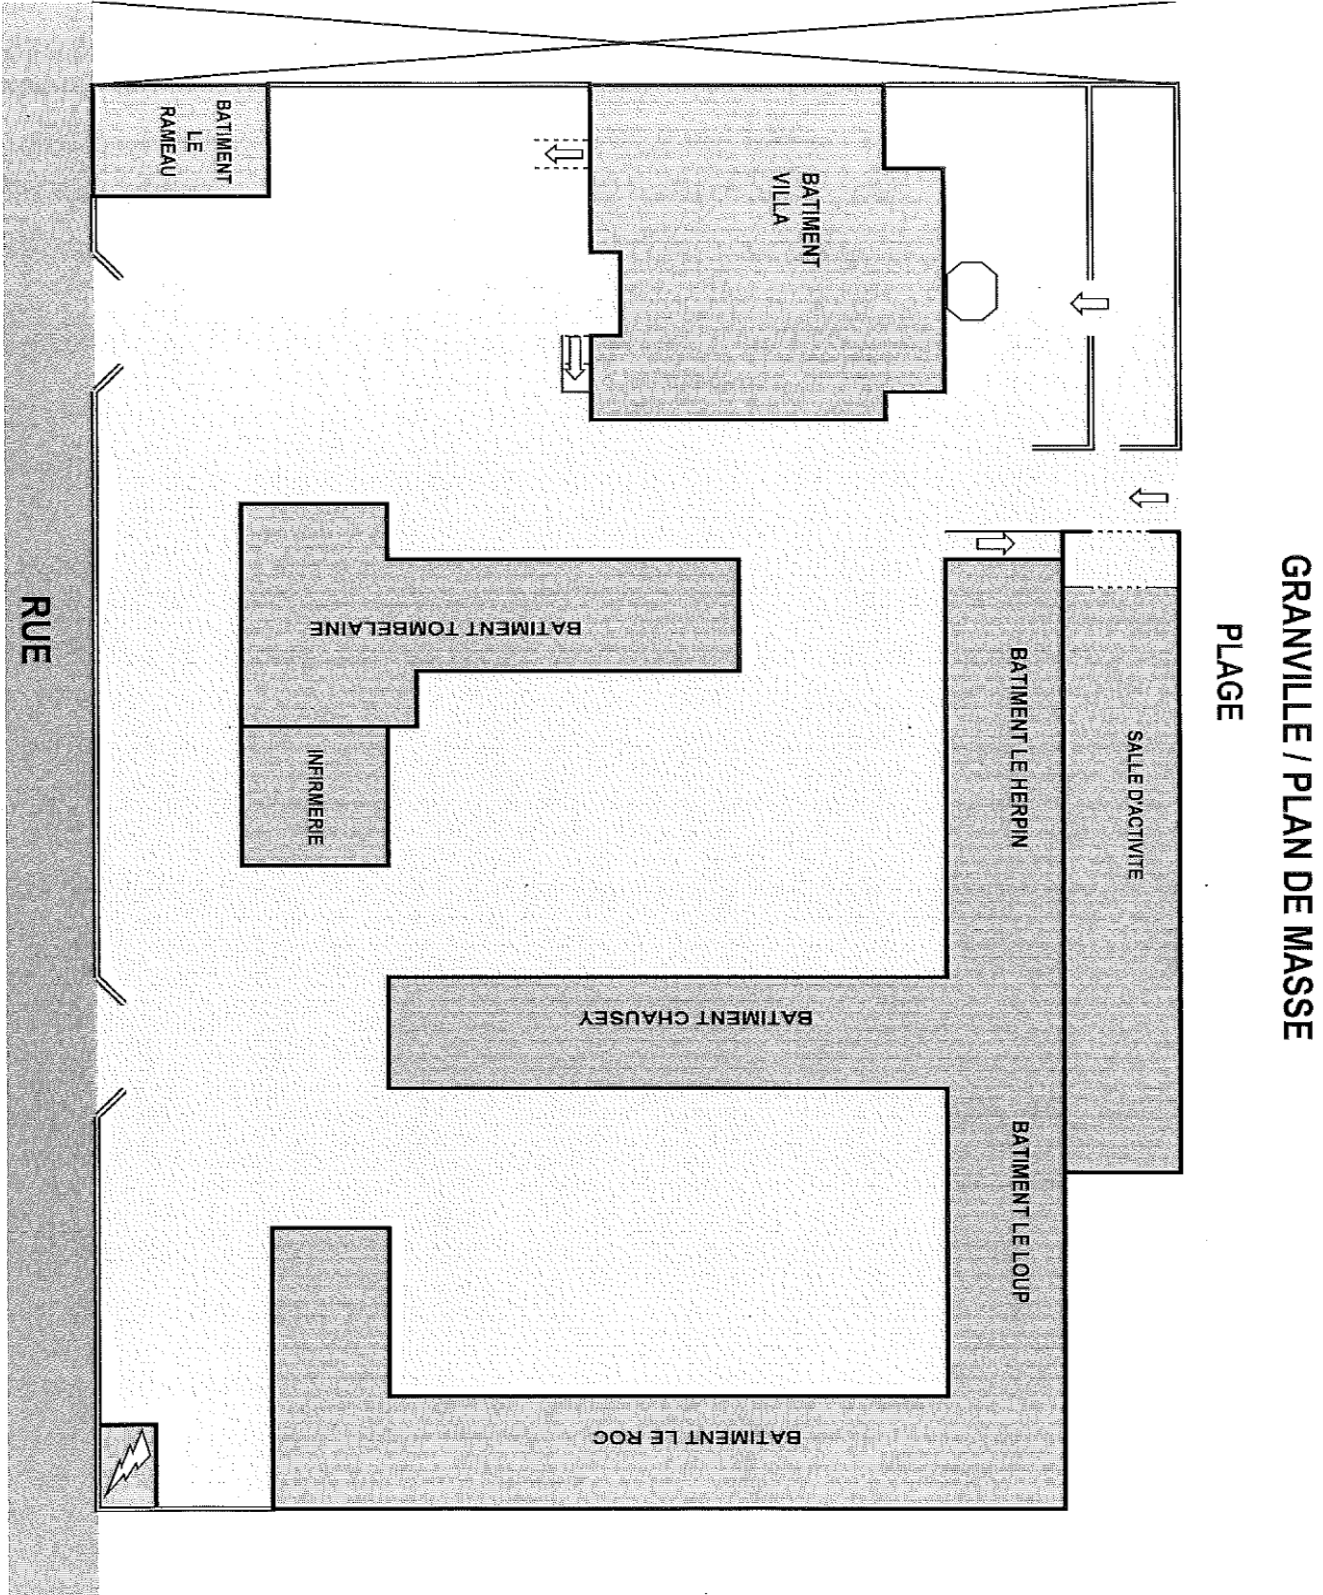 GRANVILLE / PLAN DE MASSE
PLAGE
SALLE D'ACTIVITE
BATIMENT LE HERPIN
BATIMENT LE LOUP
BATIMENT
VILLA
BATIMENT CHAUSEY
BATIMENT LE ROC
BATIMENT TOMBELAINE
INFIRMERIE
BATIMENT
LE
RAMEAU
RUE